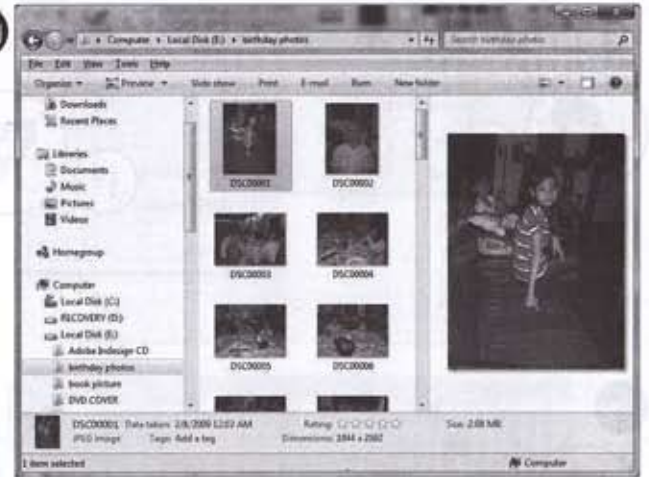 Computer ▸ Local Disk (E:) ▸ birthday photos
Search birthday photos
File Edit View Tools Help
Organize Preview Slide show Print E-mail Burn New folder
Downloads
Recent Places
Libraries
Documents
Music
Pictures
Videos
Homegroup
Computer
Local Disk (C:)
RECOVERY (D:)
Local Disk (E:)
Adobe Indesign CD
birthday photos
book picture
DVD COVER
DSC00001 DSC00002
DSC00003 DSC00004
DSC00005 DSC00006
DSC00001 Date taken: 2/8/2009 12:02 AM Rating: Size: 2.08 MB
JPEG image Tags: Add a tag Dimensions:
1 item selected Computer